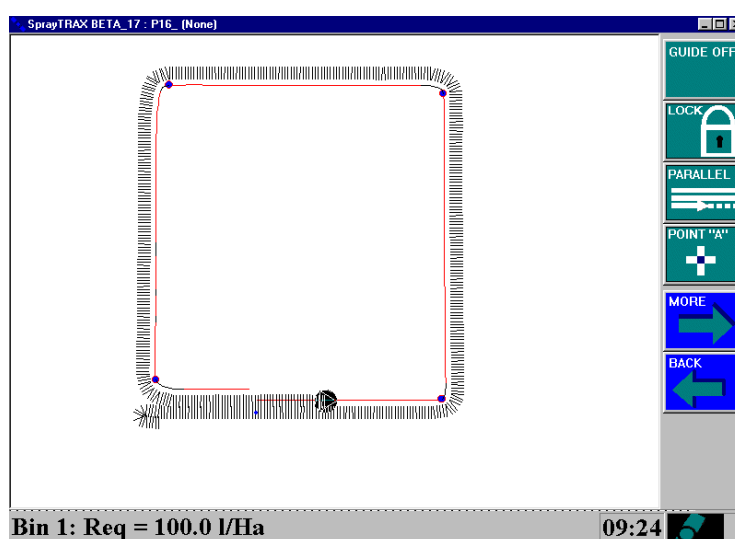 SprayTRAX BETA_17 : P16_ (None)
GUIDE OFF
LOCK
PARALLEL
POINT "A"
MORE
BACK
Bin 1: Req = 100.0 l/Ha
09:24